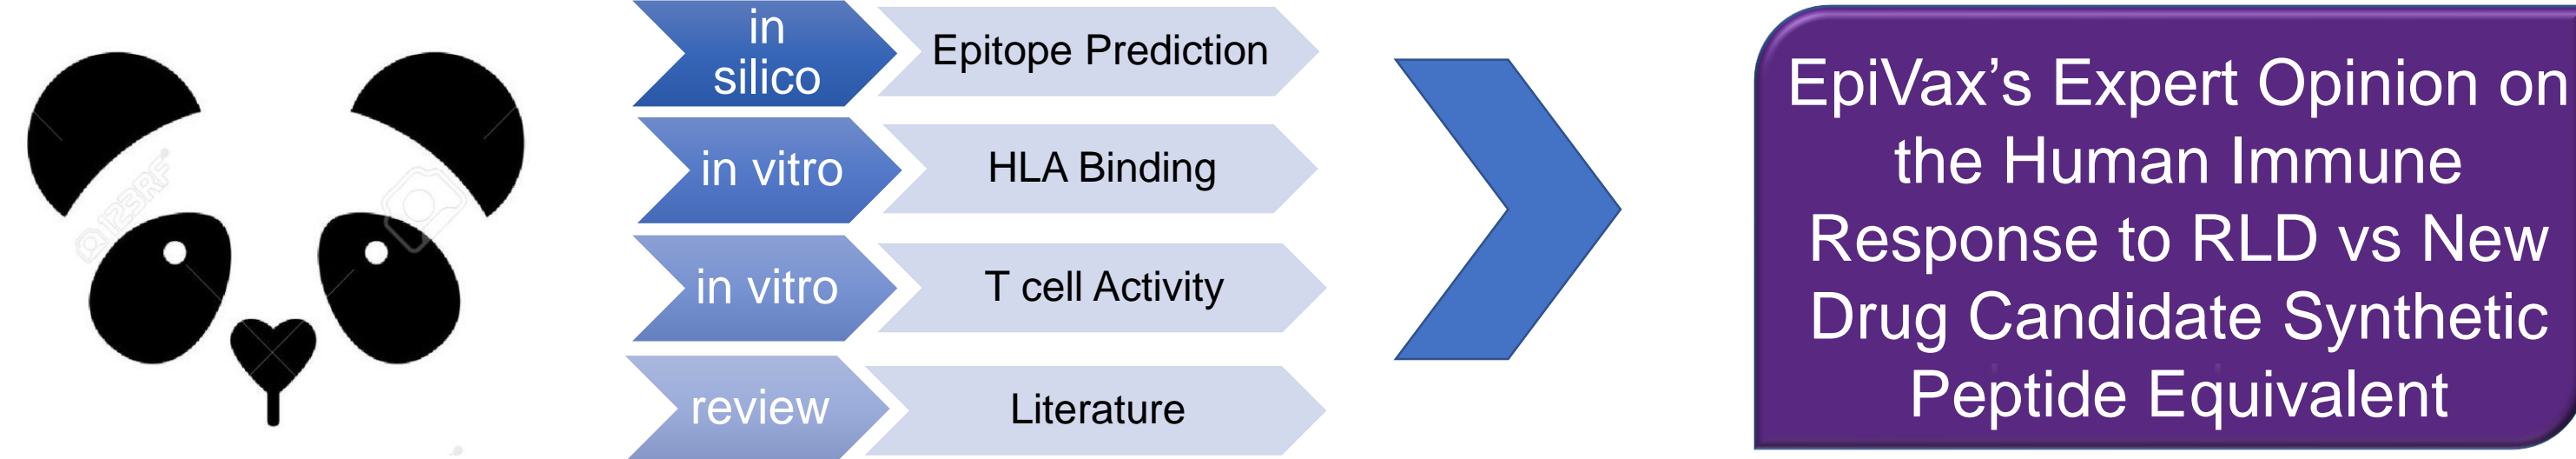 in
silico
Epitope Prediction
in vitro
HLA Binding
in vitro
T cell Activity
review
Literature
EpiVax’s Expert Opinion on
the Human Immune
Response to RLD vs New
Drug Candidate Synthetic
Peptide Equivalent
123RF